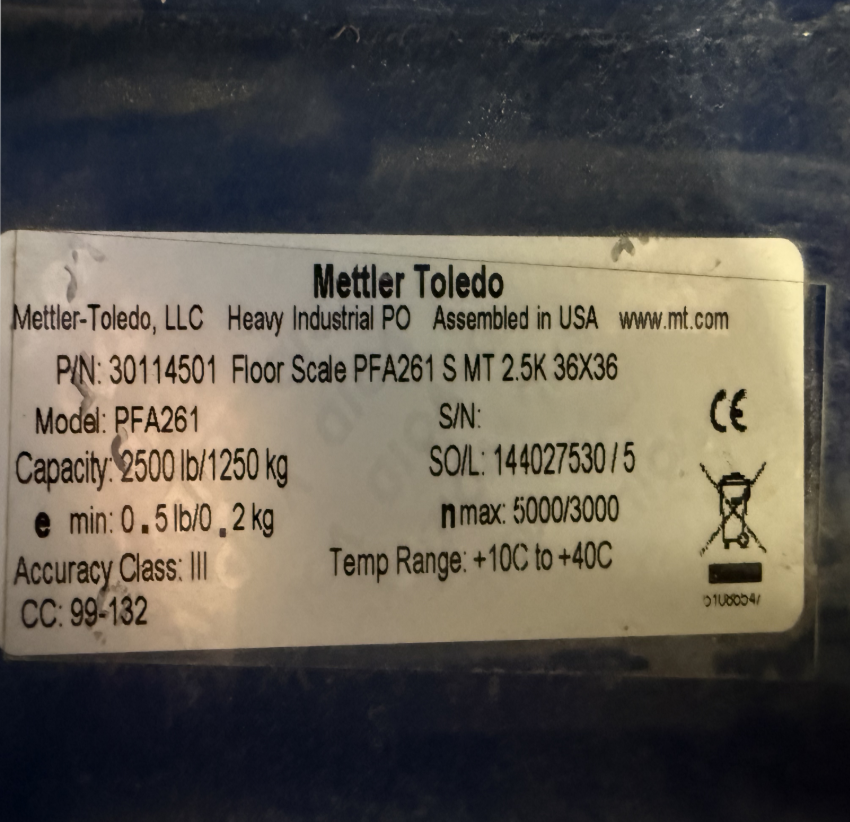 Mettler Toledo
Mettler-Toledo, LLC Heavy Industrial PO Assembled in USA www.mt.com
P/N: 30114501 Floor Scale PFA261 S MT 2.5K 36X36
Model: PFA261 S/N:
CE
Capacity: 2500 lb/1250 kg SO/L: 144027530 / 5
e min: 0.5 lb/0.2 kg n max: 5000/3000
Accuracy Class: III Temp Range: +10C to +40C
CC: 99-132